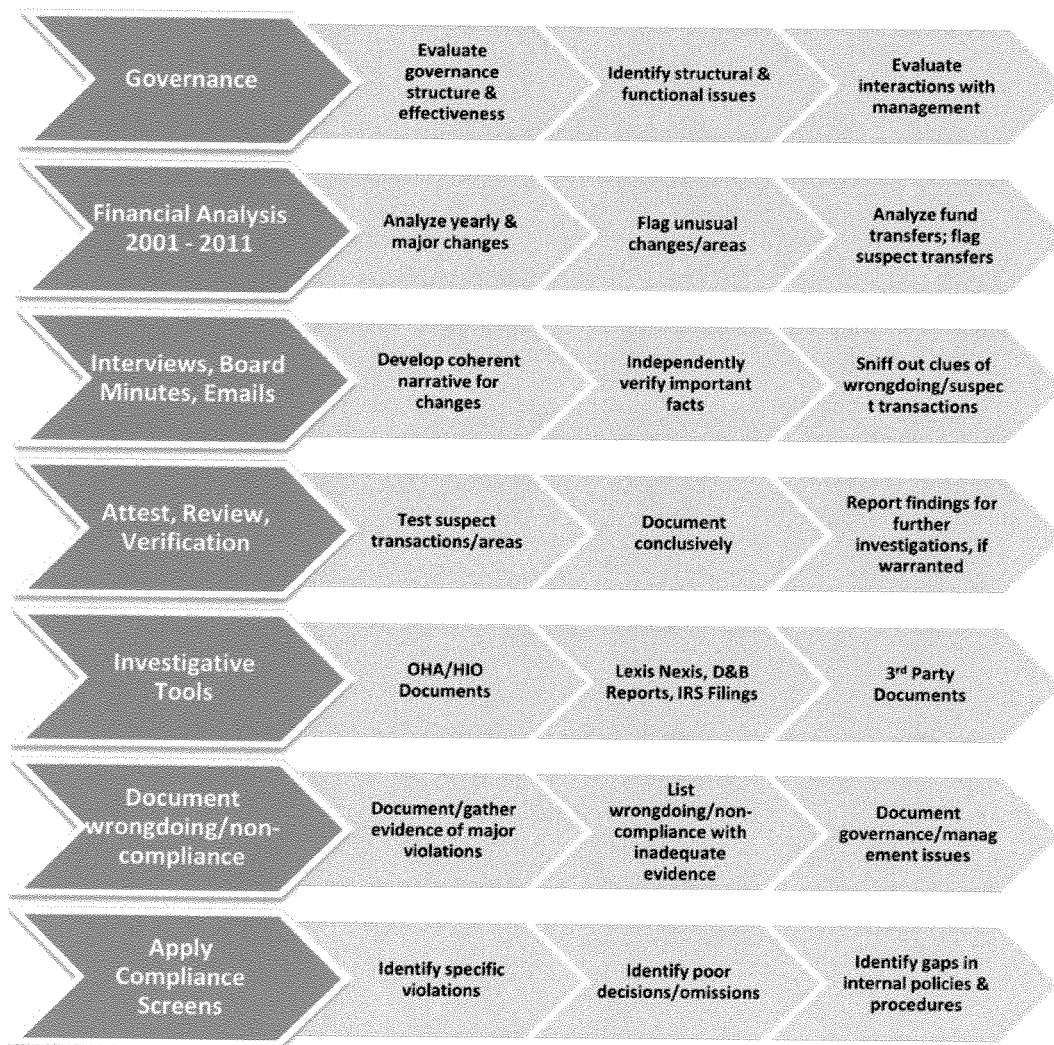 Governance
Evaluate
governance
structure &
effectiveness
Identify structural &
functional issues
Evaluate
interactions with
management
Financial Analysis
2001 - 2011
Analyze yearly &
major changes
Flag unusual
changes/areas
Analyze fund
transfers; flag
suspect transfers
Interviews, Board
Minutes, Emails
Develop coherent
narrative for
changes
Independently
verify important
facts
Sniff out clues of
wrongdoing/suspec
t transactions
Attest, Review,
Verification
Test suspect
transactions/areas
Document
conclusively
Report findings for
further
investigations, if
warranted
Investigative
Tools
OHA/HIO
Documents
Lexis Nexis, D&B
Reports, IRS Filings
3rd Party
Documents
Document
wrongdoing/non-
compliance
Document/gather
evidence of major
violations
List
wrongdoing/non-
compliance with
inadequate
evidence
Document
governance/manag
ement issues
Apply
Compliance
Screens
Identify specific
violations
Identify poor
decisions/omissions
Identify gaps in
internal policies &
procedures